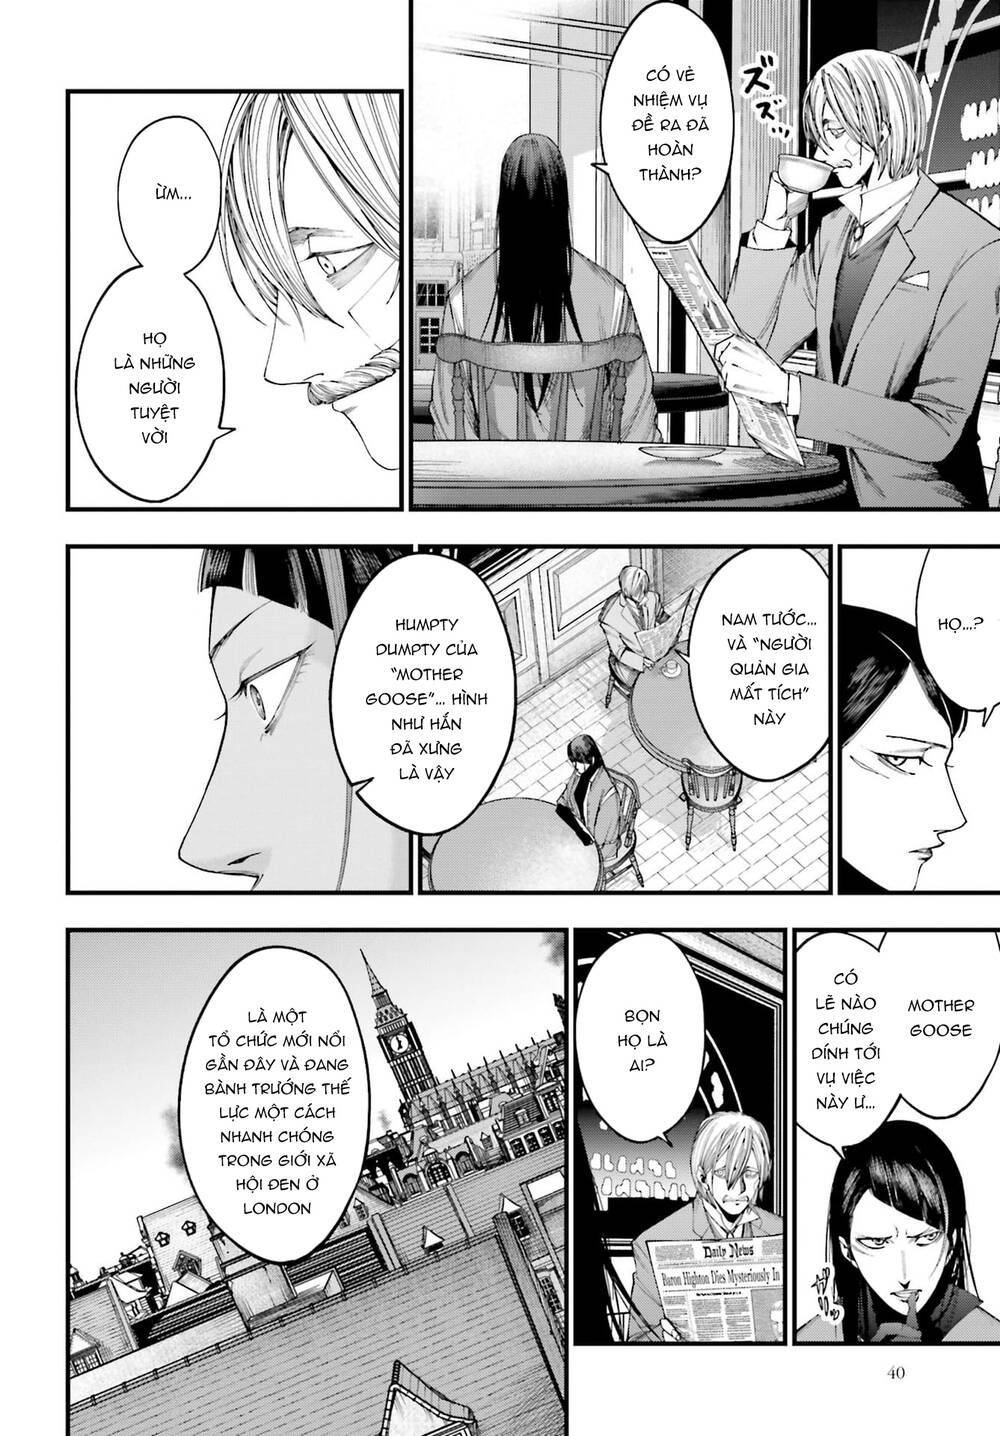 CÓ VẺ
NHIỆM VỤ
ĐỀ RA ĐÃ
HOÀN
THÀNH?
ズズズ...
ỪM...
HỌ
LÀ NHỮNG
NGƯỜI
TUYỆT
VỜI
HỌ...?
NAM TƯỚC...
VÀ "NGƯỜI
QUẢN GIA
MẤT TÍCH"
NÀY
HUMPTY
DUMPTY CỦA
"MOTHER
GOOSE"... HÌNH
NHƯ HẮN
ĐÃ XƯNG
LÀ VẬY
MOTHER
GOOSE
CÓ
LẼ NÀO
CHÚNG
DÍNH TỚI
VỤ VIỆC
NÀY Ư...
BỌN
HỌ LÀ
AI?
Daily News
Baron Highton Dies Mysteriously In
LÀ MỘT
TỔ CHỨC MỚI NỔI
GẦN ĐÂY VÀ ĐANG
BÀNH TRƯỚNG THẾ
LỰC MỘT CÁCH
NHANH CHÓNG
TRONG GIỚI XÃ
HỘI ĐEN Ở
LONDON
40